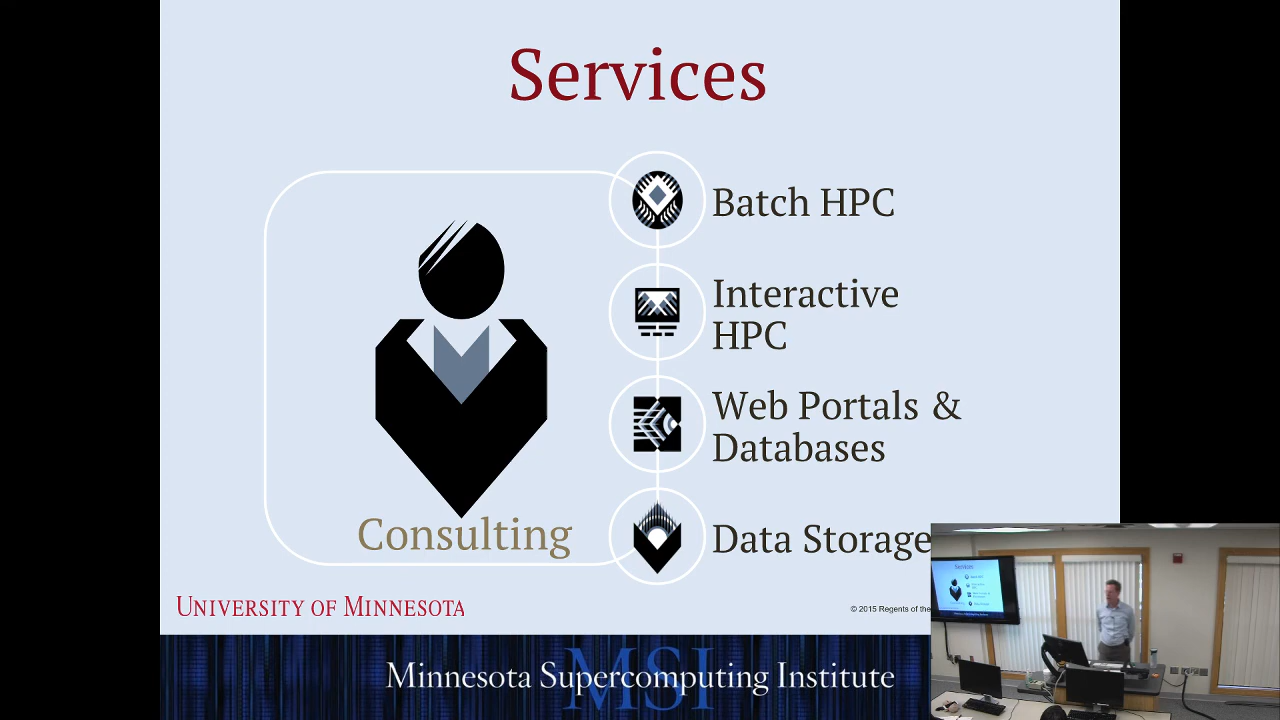 Services
Batch HPC
Interactive
HPC
Web Portals &
Databases
Data Storage
Consulting
UNIVERSITY OF MINNESOTA
© 2015 Regents of the
MSI
Minnesota Supercomputing Institute
Services